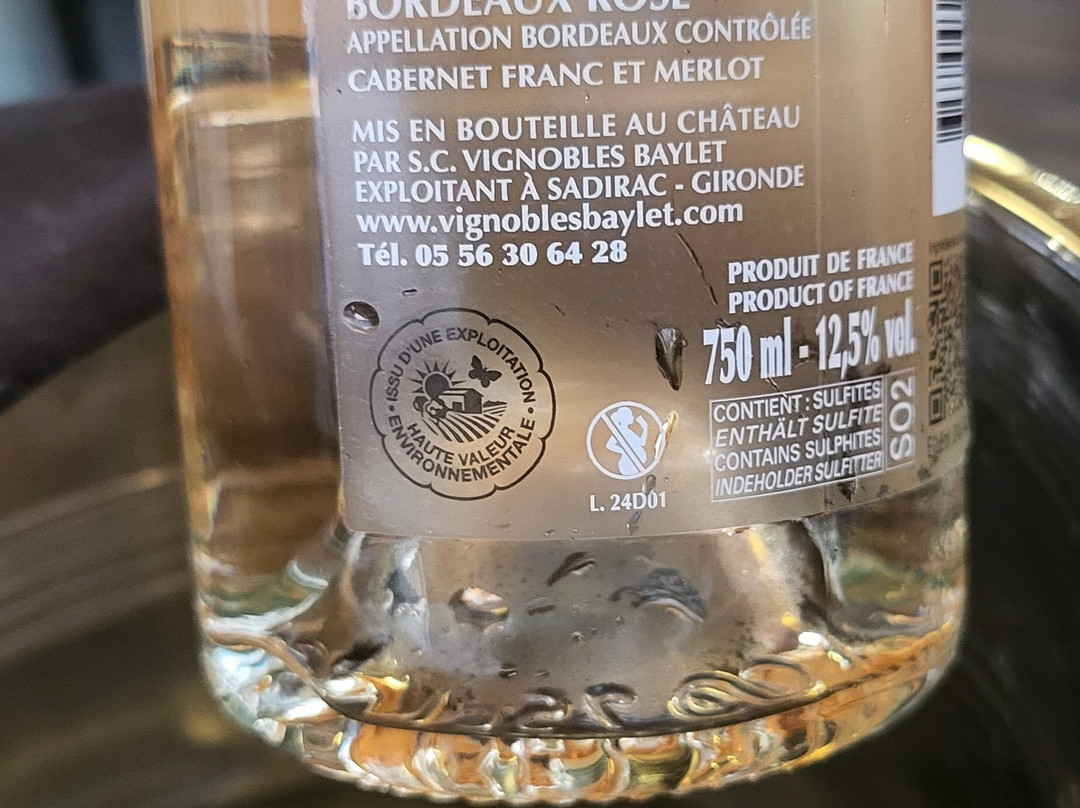 BORDEAUX ROSÉ
APPELLATION BORDEAUX CONTRÔLÉE
CABERNET FRANC ET MERLOT
MIS EN BOUTEILLE AU CHÂTEAU
PAR S.C. VIGNOBLES BAYLET
EXPLOITANT À SADIRAC - GIRONDE
www.vignoblesbaylet.com
Tél. 05 56 30 64 28
PRODUIT DE FRANCE
PRODUCT OF FRANCE
750 ml - 12,5% vol.
ISSU D'UNE EXPLOITATION
• HAUTE VALEUR •
ENVIRONNEMENTALE
L. 24D01
CONTIENT : SULFITES
ENTHÄLT SULFITE
CONTAINS SULPHITES
INDEHOLDER SULFITTER
SO2